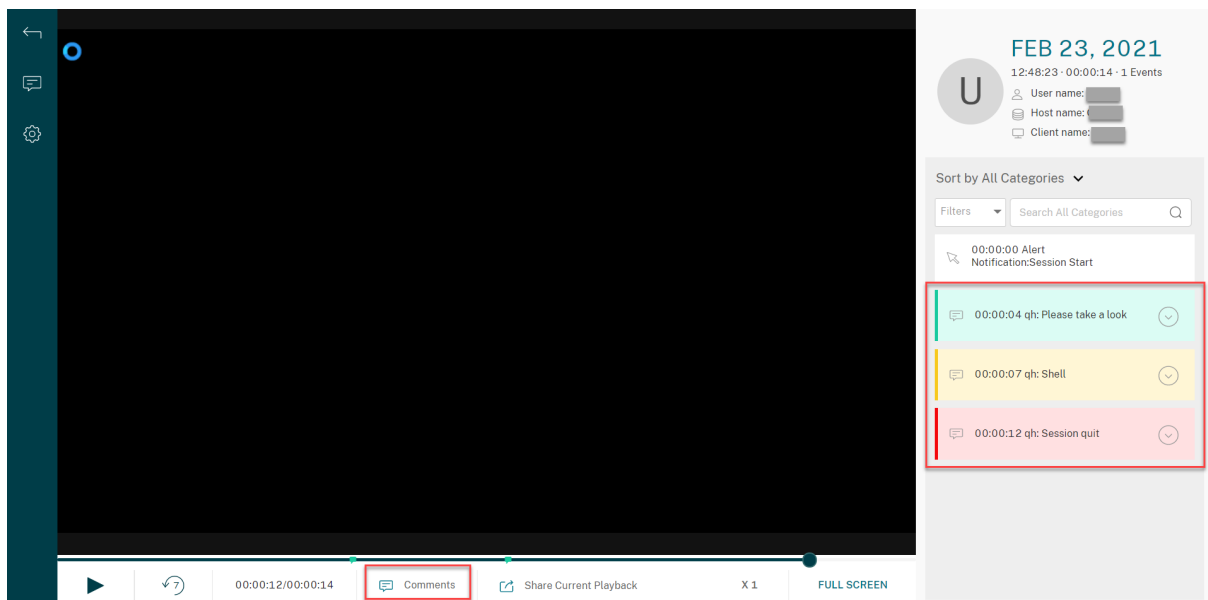 FEB 23, 2021
U
12:48:23 · 00:00:14 · 1 Events
User name:
Host name:
Client name:
Sort by All Categories
Filters
Search All Categories
00:00:00 Alert
Notification:Session Start
00:00:04 qh: Please take a look
00:00:07 qh: Shell
00:00:12 qh: Session quit
7
00:00:12/00:00:14
Comments
Share Current Playback
X 1
FULL SCREEN